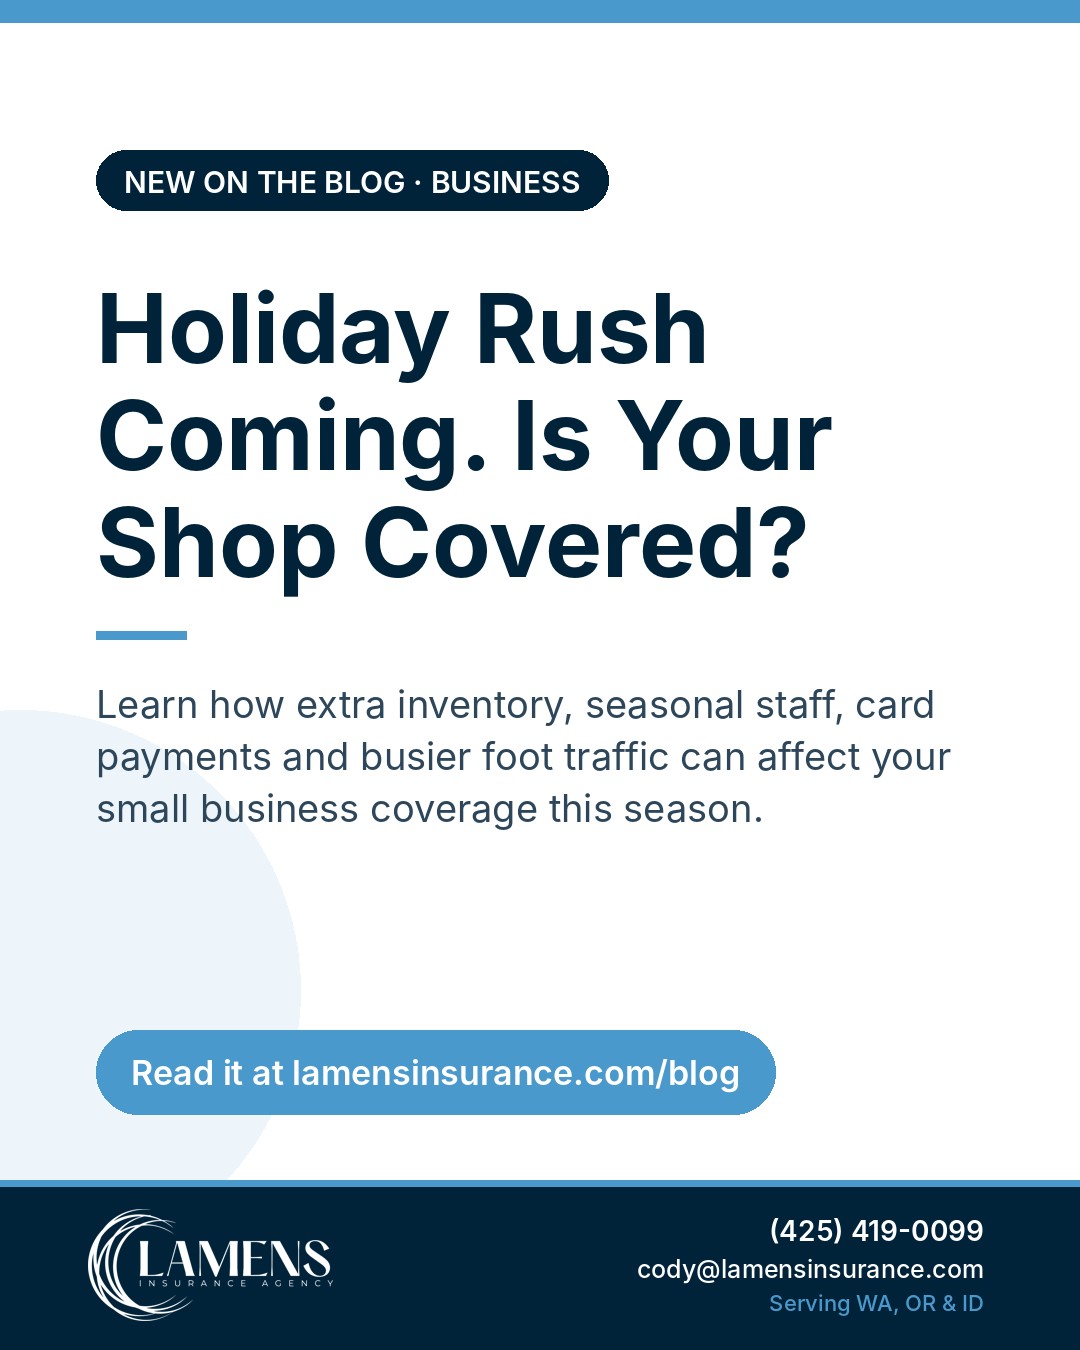 NEW ON THE BLOG · BUSINESS
Holiday Rush
Coming. Is Your
Shop Covered?
Learn how extra inventory, seasonal staff, card
payments and busier foot traffic can affect your
small business coverage this season.
Read it at lamensinsurance.com/blog
LAMENS
INSURANCE AGENCY
(425) 419-0099
cody@lamensinsurance.com
Serving WA, OR & ID